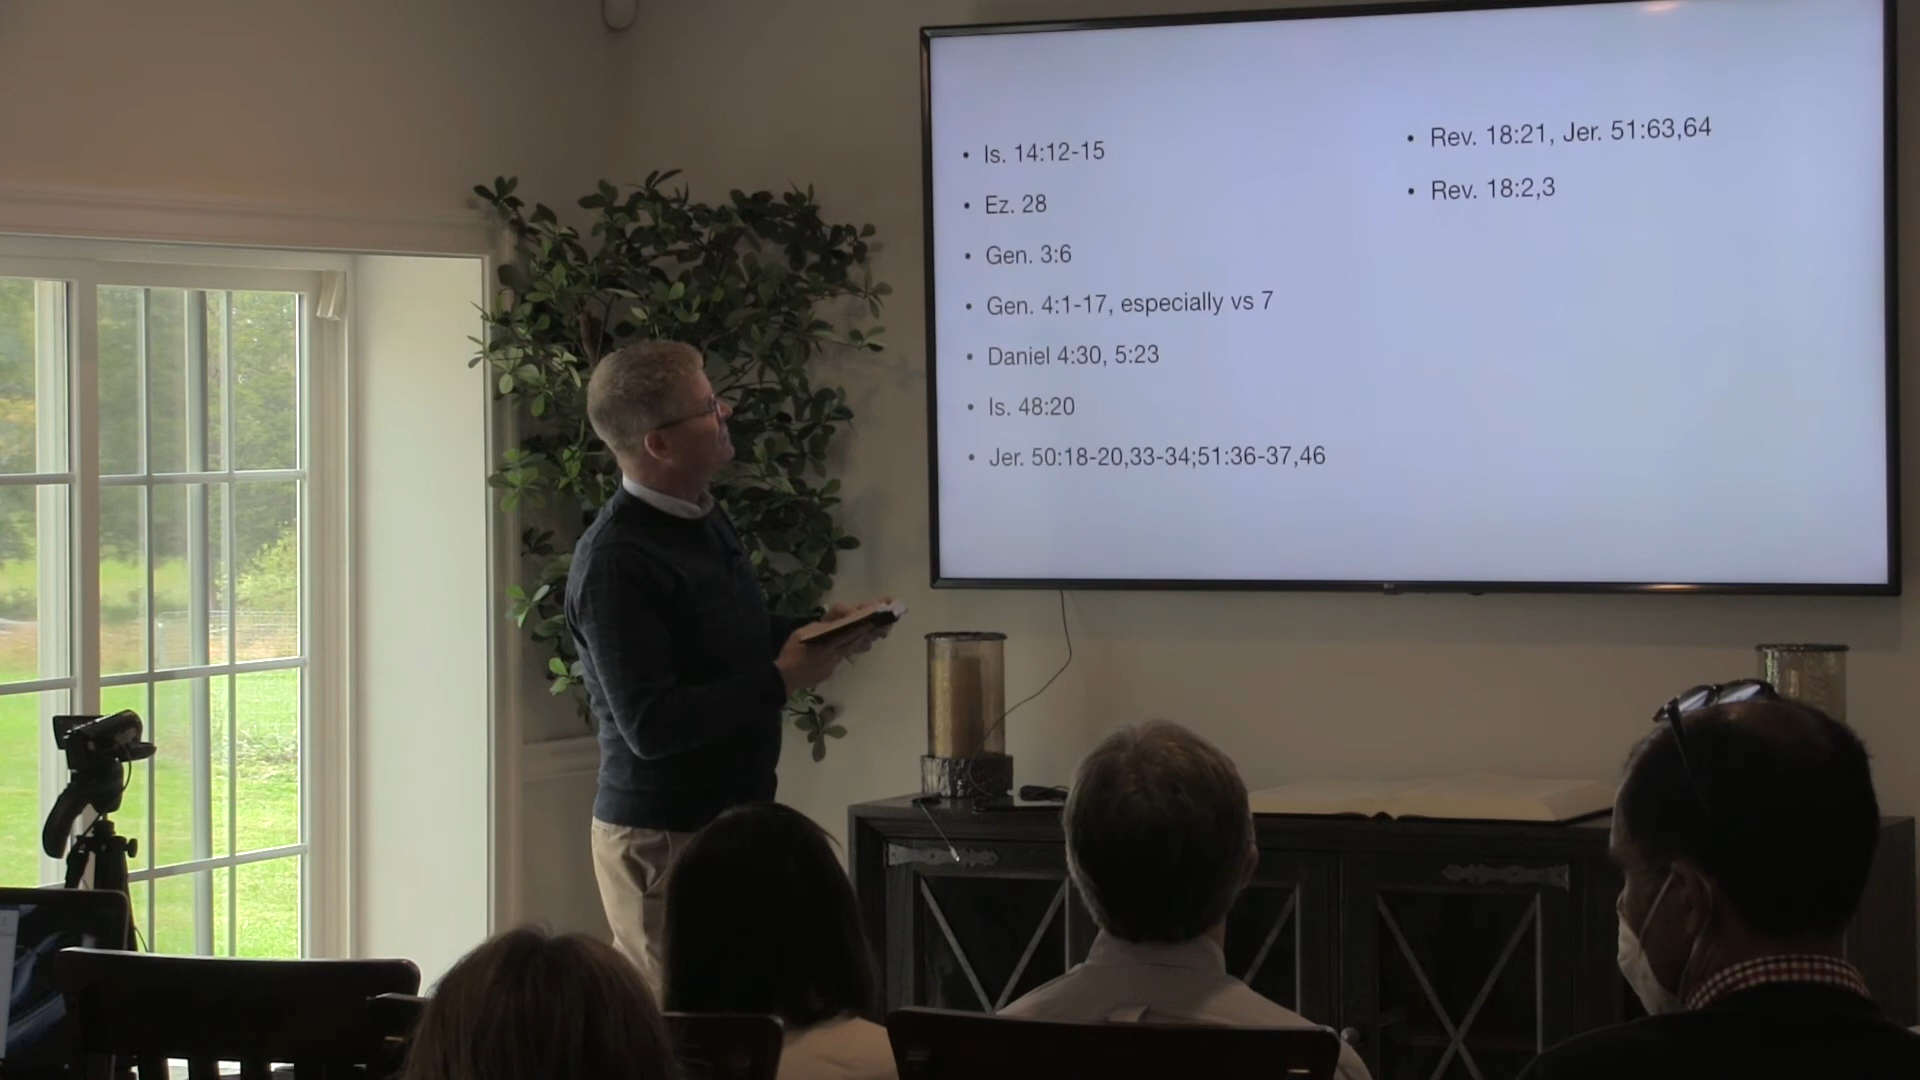 • Is. 14:12-15
• Ez. 28
• Gen. 3:6
• Gen. 4:1-17, especially vs 7
• Daniel 4:30, 5:23
• Is. 48:20
• Jer. 50:18-20,33-34;51:36-37,46
• Rev. 18:21, Jer. 51:63,64
• Rev. 18:2,3